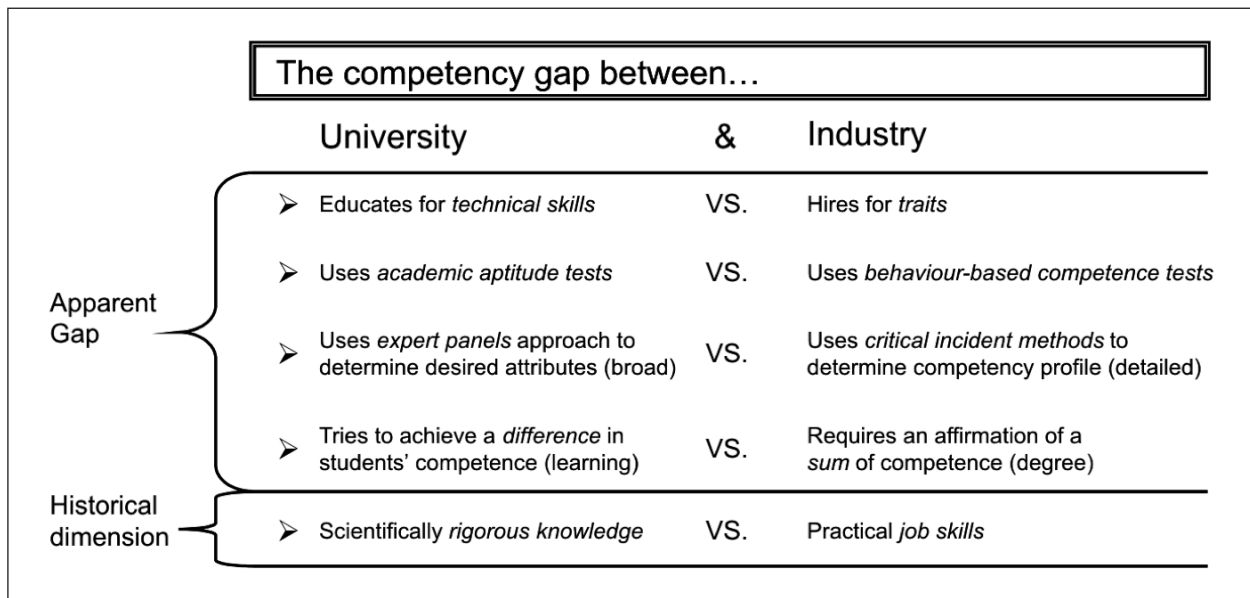 The competency gap between…
University & Industry
➢ Educates for technical skills VS. Hires for traits
➢ Uses academic aptitude tests VS. Uses behaviour-based competence tests
Apparent
Gap
➢ Uses expert panels approach to
determine desired attributes (broad)
VS.
Uses critical incident methods to
determine competency profile (detailed)
➢ Tries to achieve a difference in
students’ competence (learning)
VS.
Requires an affirmation of a
sum of competence (degree)
Historical
dimension
➢ Scientifically rigorous knowledge VS. Practical job skills